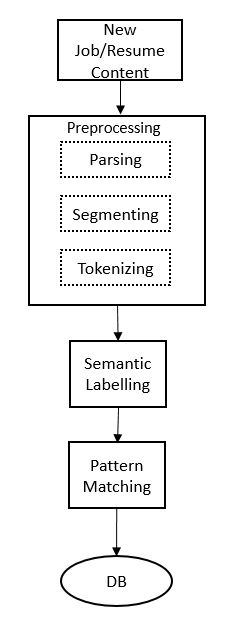 New
Job/Resume
Content
Preprocessing
Parsing
Segmenting
Tokenizing
Semantic
Labelling
Pattern
Matching
DB